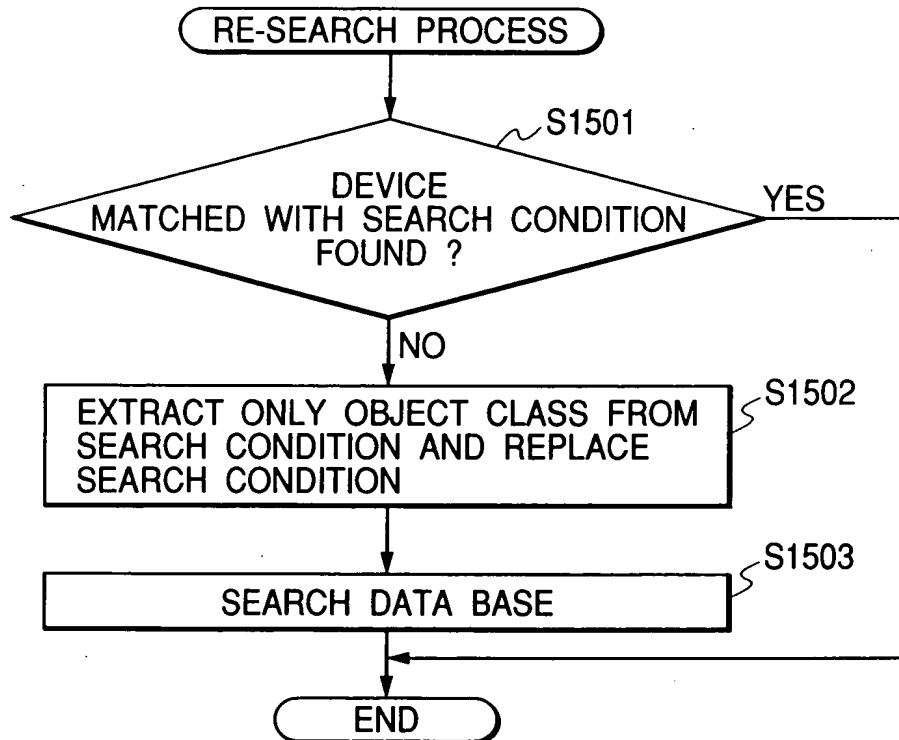 RE-SEARCH PROCESS
S1501
DEVICE
MATCHED WITH SEARCH CONDITION
FOUND ?
YES
NO
S1502
EXTRACT ONLY OBJECT CLASS FROM
SEARCH CONDITION AND REPLACE
SEARCH CONDITION
S1503
SEARCH DATA BASE
END